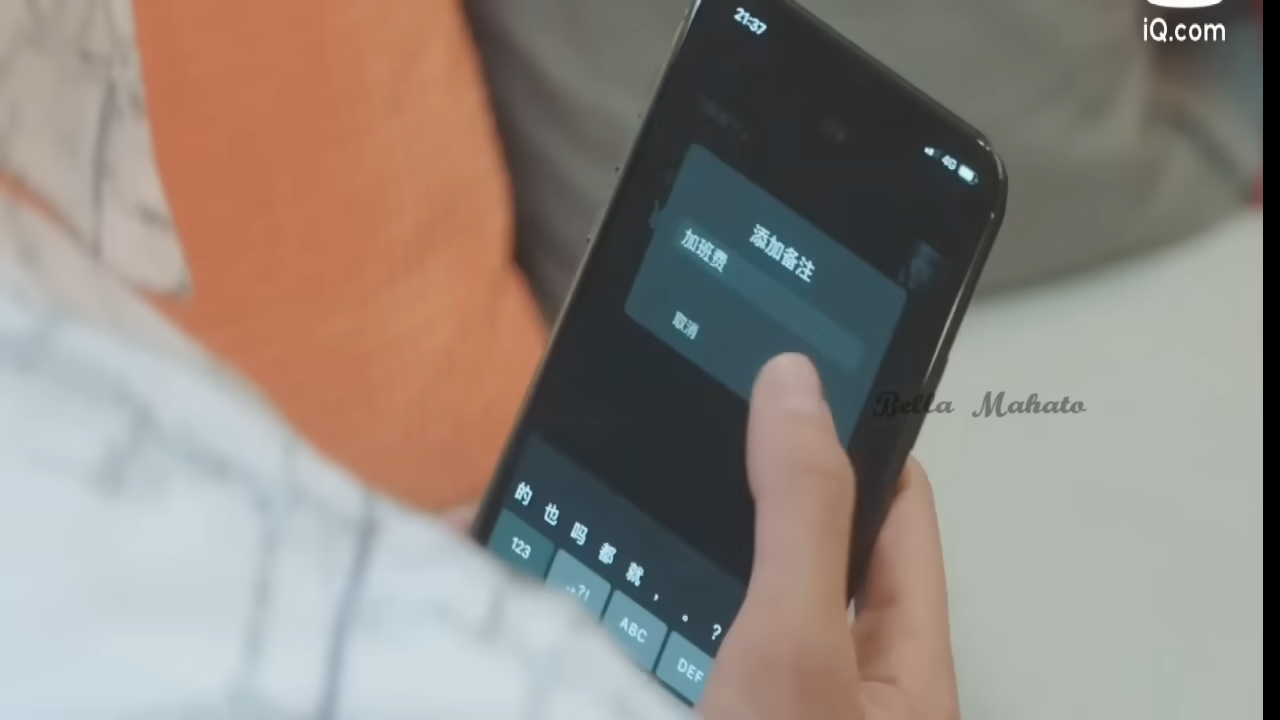 iQ.com
21:37
4G
添加备注
加班费
取消
Bella Mahato
的 也 吗 都 就 , 。 ?
123
.,?!
ABC
DEF